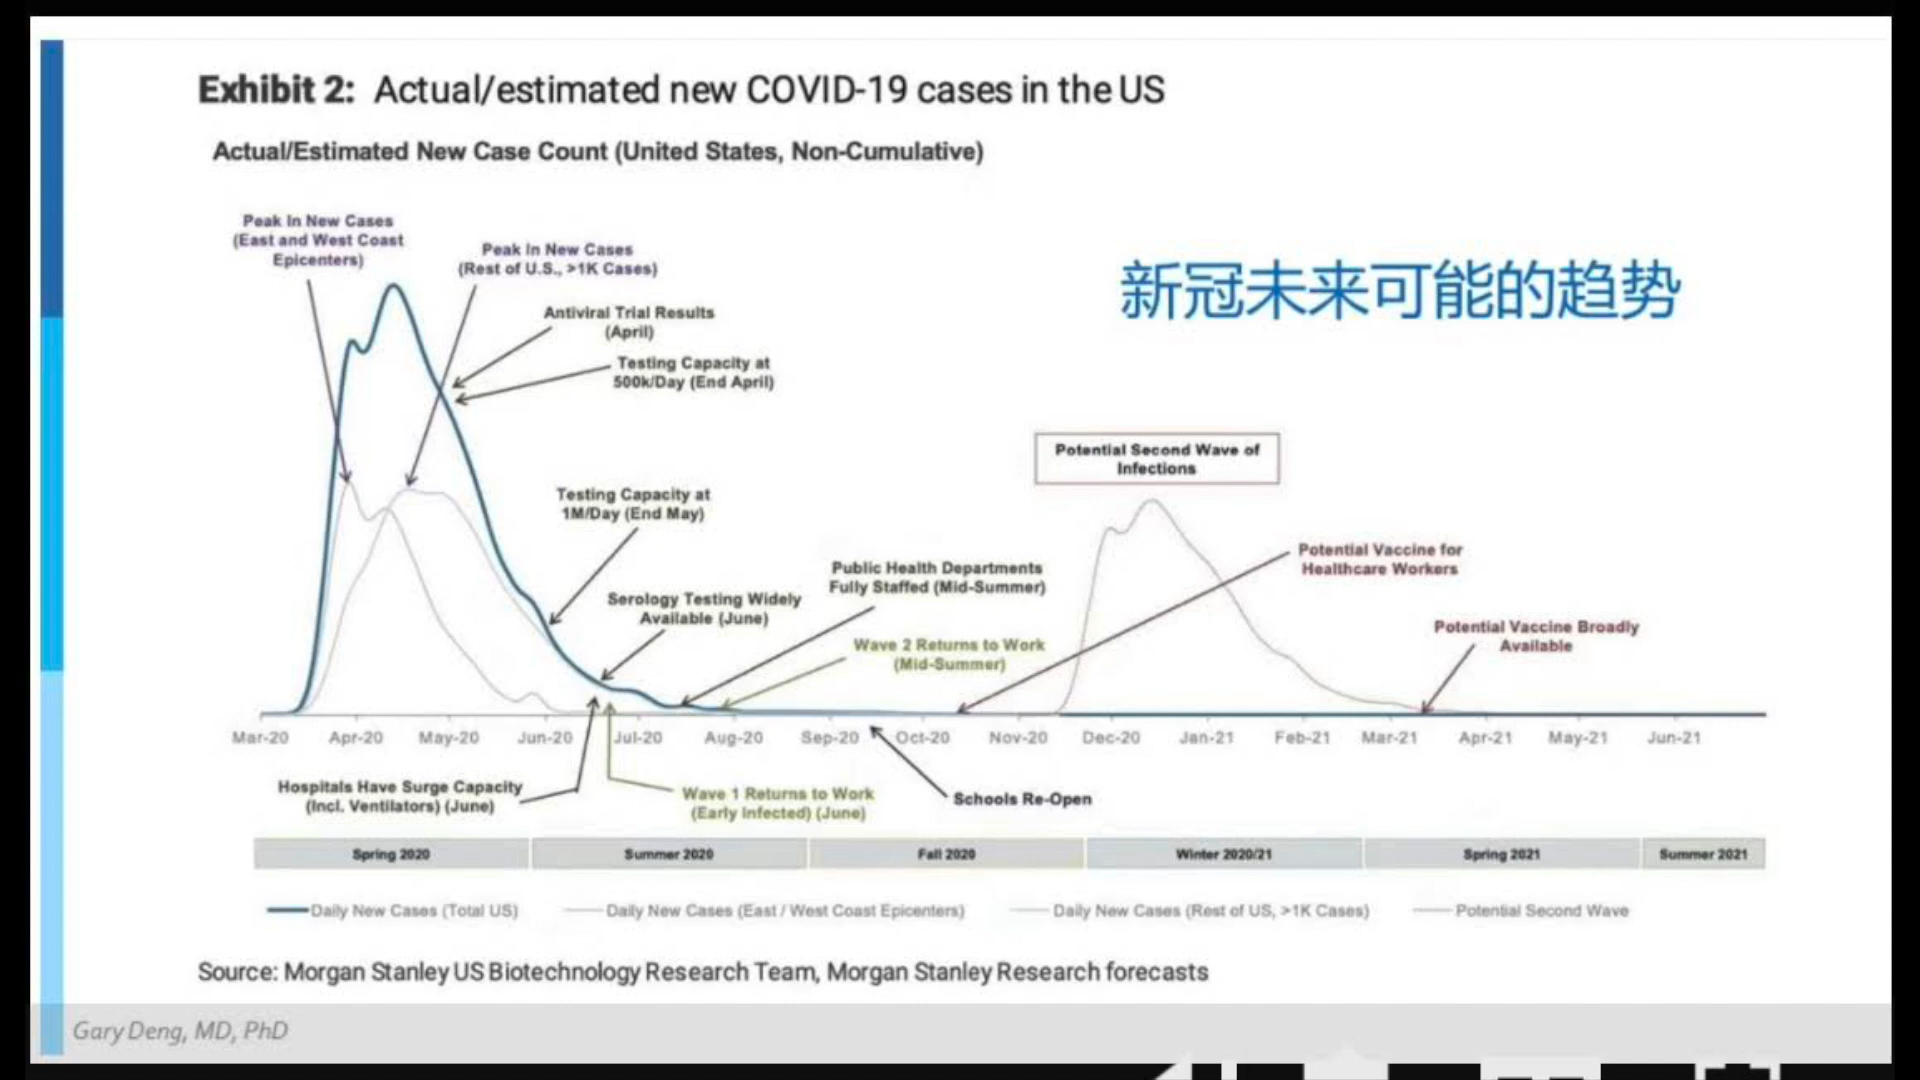 Exhibit 2: Actual/estimated new COVID-19 cases in the US
Actual/Estimated New Case Count (United States, Non-Cumulative)
Peak In New Cases
(East and West Coast
Epicenters)
Peak In New Cases
(Rest of U.S., >1K Cases)
Antiviral Trial Results
(April)
Testing Capacity at
500k/Day (End April)
新冠未来可能的趋势
Potential Second Wave of
Infections
Testing Capacity at
1M/Day (End May)
Potential Vaccine for
Healthcare Workers
Public Health Departments
Fully Staffed (Mid-Summer)
Serology Testing Widely
Available (June)
Wave 2 Returns to Work
(Mid-Summer)
Potential Vaccine Broadly
Available
Mar-20 Apr-20 May-20 Jun-20 Jul-20 Aug-20 Sep-20 Oct-20 Nov-20 Dec-20 Jan-21 Feb-21 Mar-21 Apr-21 May-21 Jun-21
Hospitals Have Surge Capacity
(Incl. Ventilators) (June)
Wave 1 Returns to Work
(Early Infected) (June)
Schools Re-Open
Spring 2020 Summer 2020 Fall 2020 Winter 2020/21 Spring 2021 Summer 2021
Daily New Cases (Total US) Daily New Cases (East / West Coast Epicenters) Daily New Cases (Rest of US, >1K Cases) Potential Second Wave
Source: Morgan Stanley US Biotechnology Research Team, Morgan Stanley Research forecasts
Gary Deng, MD, PhD